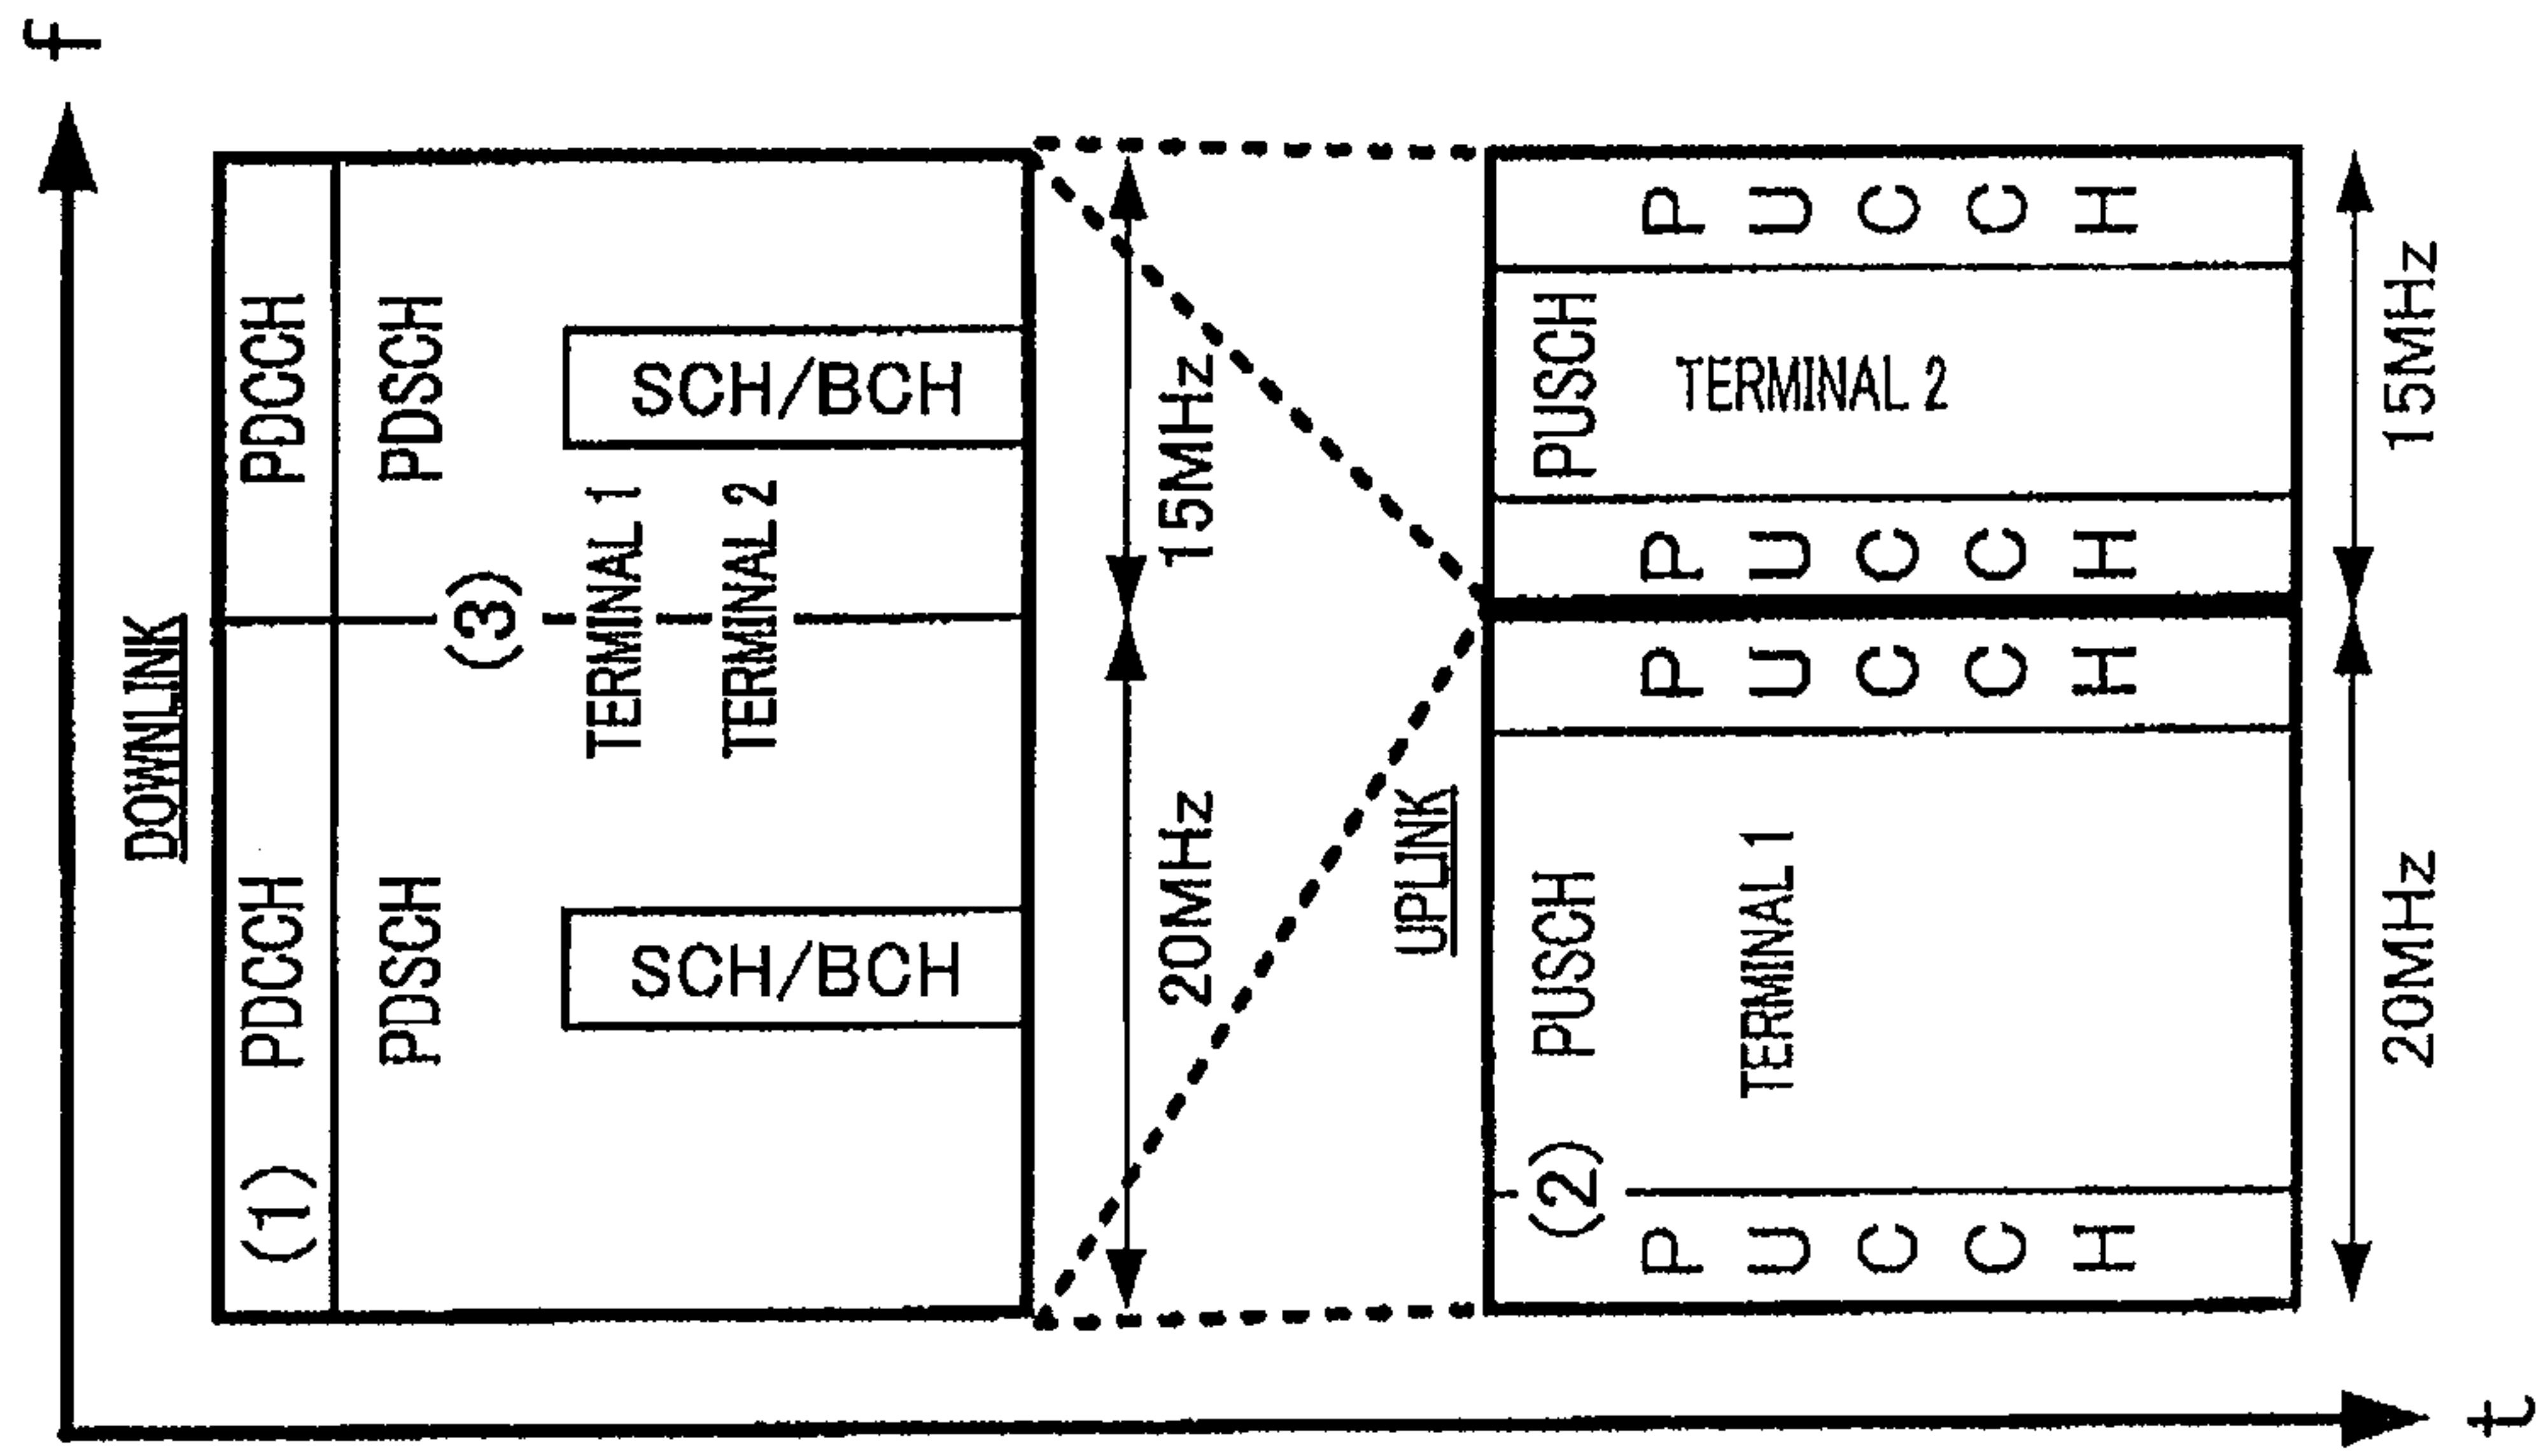 f
DOWNLINK
(1) PDCCH
PDCCH
PDSCH
PDSCH
(3)
TERMINAL 1
TERMINAL 2
SCH/BCH
SCH/BCH
20MHz
15MHz
UPLINK
(2) PUSCH
PUSCH
TERMINAL 1
TERMINAL 2
PUCCH
PUCCH
PUCCH
PUCCH
20MHz
15MHz
t